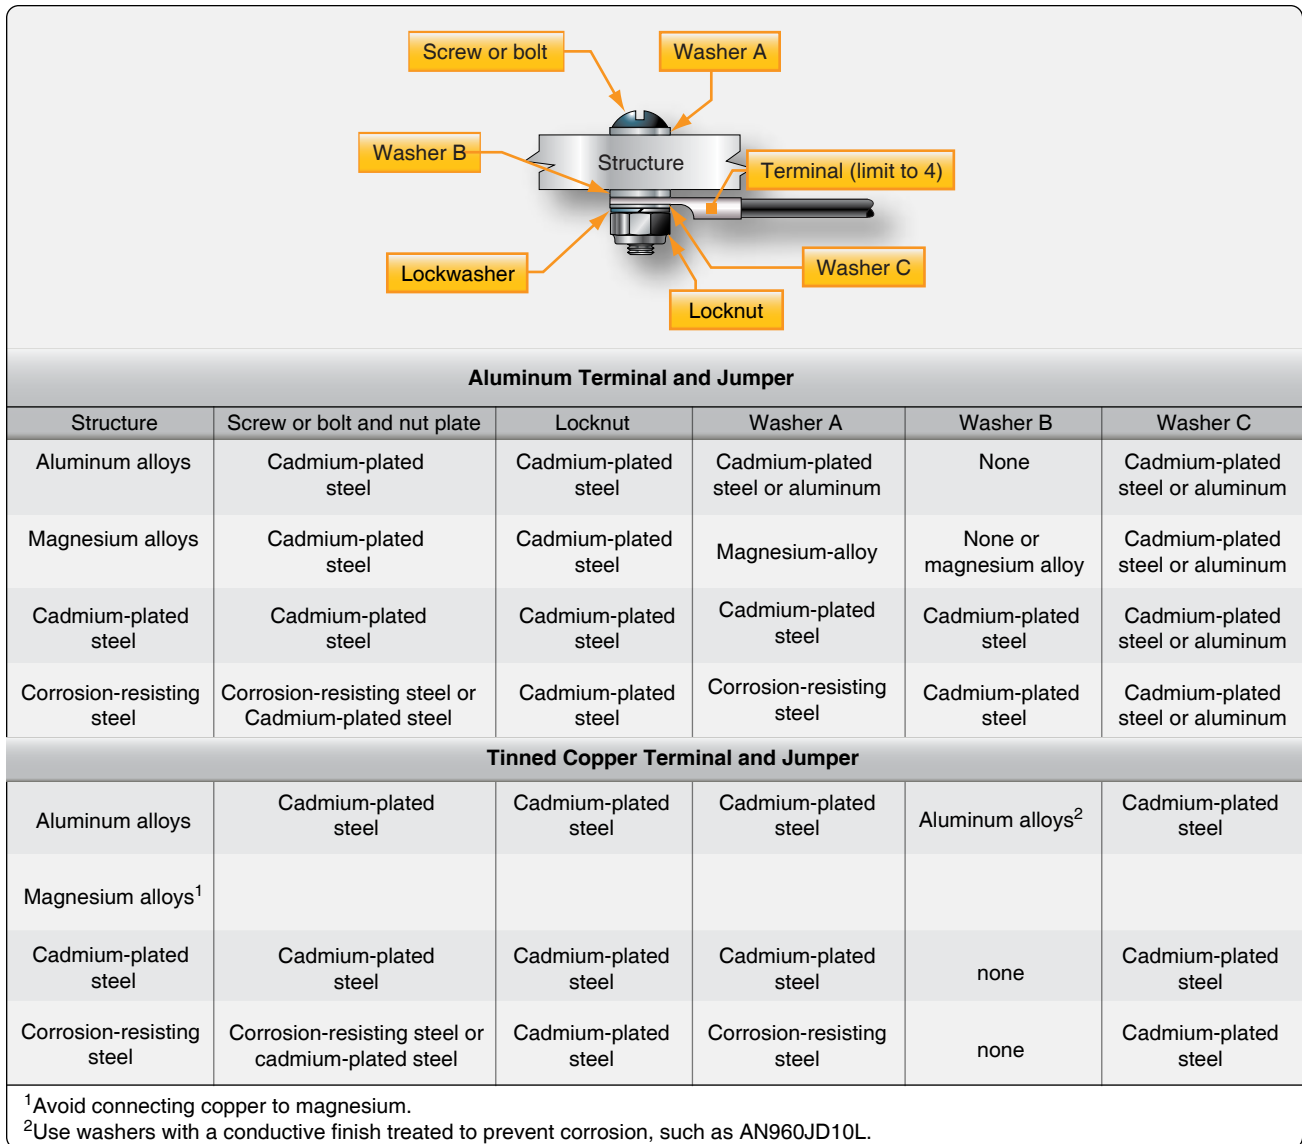 Screw or bolt
Washer A
Washer B
Structure
Terminal (limit to 4)
Lockwasher
Washer C
Locknut
Aluminum Terminal and Jumper
Structure Screw or bolt and nut plate Locknut Washer A Washer B Washer C
Aluminum alloys Cadmium-plated Cadmium-plated Cadmium-plated None Cadmium-plated
steel steel steel or aluminum steel or aluminum
Magnesium alloys Cadmium-plated Cadmium-plated Magnesium-alloy None or Cadmium-plated
steel steel magnesium alloy steel or aluminum
Cadmium-plated Cadmium-plated Cadmium-plated Cadmium-plated Cadmium-plated Cadmium-plated
steel steel steel steel steel steel or aluminum
Corrosion-resisting Corrosion-resisting steel or Cadmium-plated Corrosion-resisting Cadmium-plated Cadmium-plated
steel Cadmium-plated steel steel steel steel steel or aluminum
Tinned Copper Terminal and Jumper
Aluminum alloys Cadmium-plated Cadmium-plated Cadmium-plated Aluminum alloys² Cadmium-plated
steel steel steel steel
Magnesium alloys¹
Cadmium-plated Cadmium-plated Cadmium-plated Cadmium-plated none Cadmium-plated
steel steel steel steel steel
Corrosion-resisting Corrosion-resisting steel or Cadmium-plated Corrosion-resisting none Cadmium-plated
steel cadmium-plated steel steel steel steel
¹Avoid connecting copper to magnesium.
²Use washers with a conductive finish treated to prevent corrosion, such as AN960JD10L.